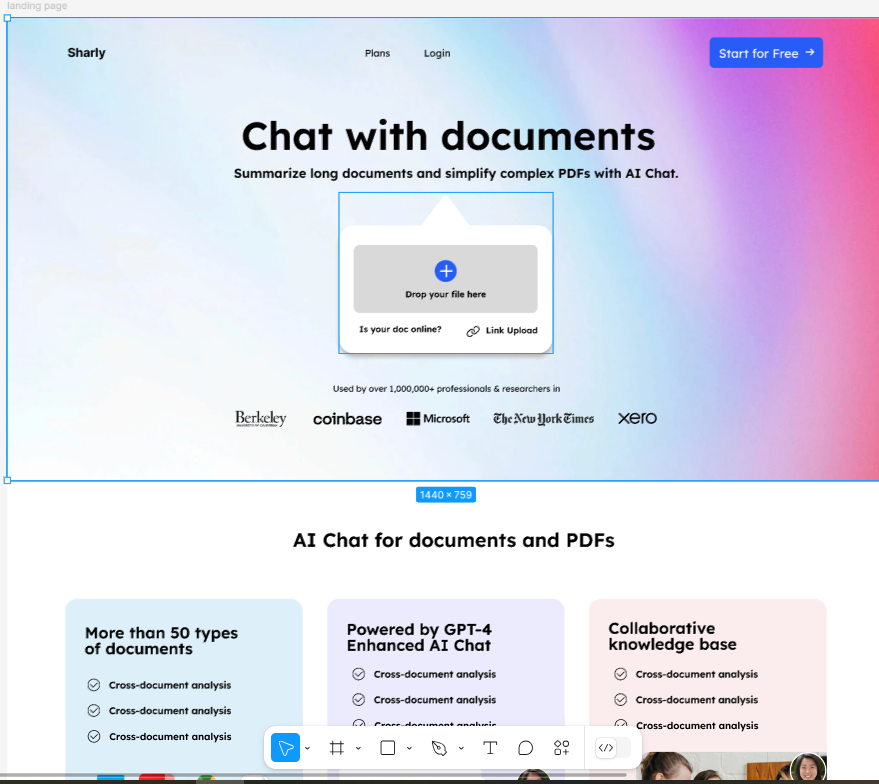 landing page
Sharly
Plans
Login
Start for Free
Chat with documents
Summarize long documents and simplify complex PDFs with AI Chat.
Drop your file here
Is your doc online?
Link Upload
Used by over 1,000,000+ professionals & researchers in
Berkeley
coinbase
Microsoft
The New York Times
xero
1440 × 759
AI Chat for documents and PDFs
More than 50 types
of documents
Cross-document analysis
Cross-document analysis
Cross-document analysis
Powered by GPT-4
Enhanced AI Chat
Cross-document analysis
Cross-document analysis
Cross-document analysis
Collaborative
knowledge base
Cross-document analysis
Cross-document analysis
Cross-document analysis